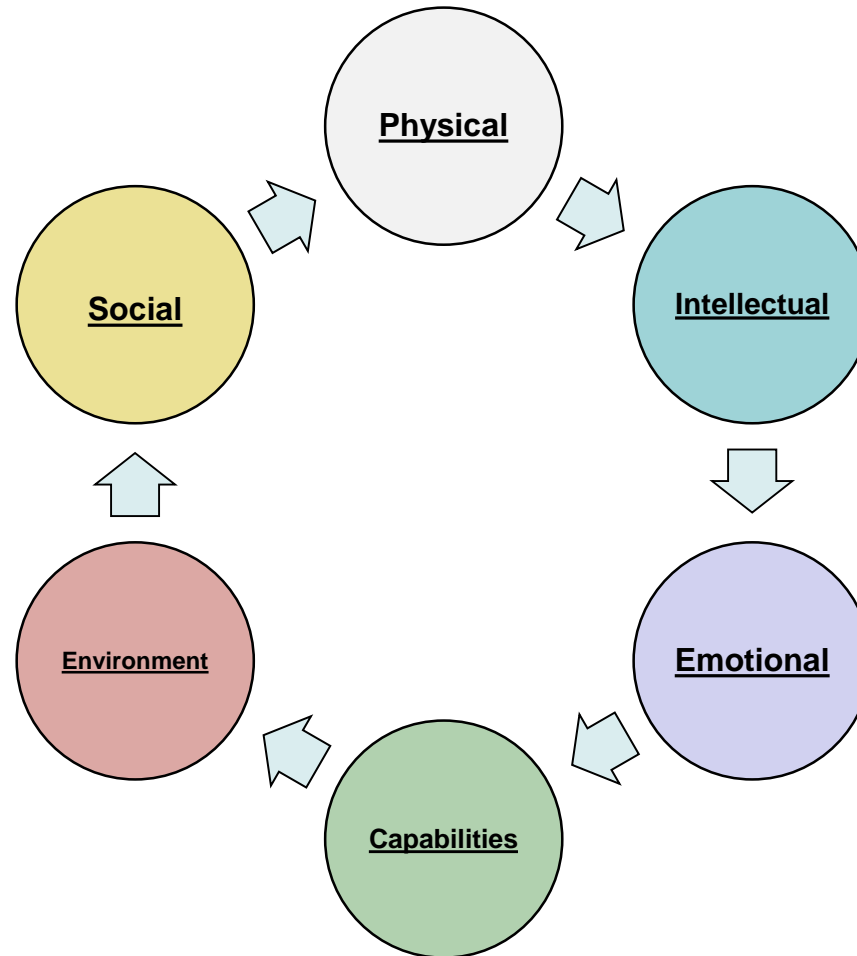 Physical
Intellectual
Emotional
Capabilities
Environment
Social